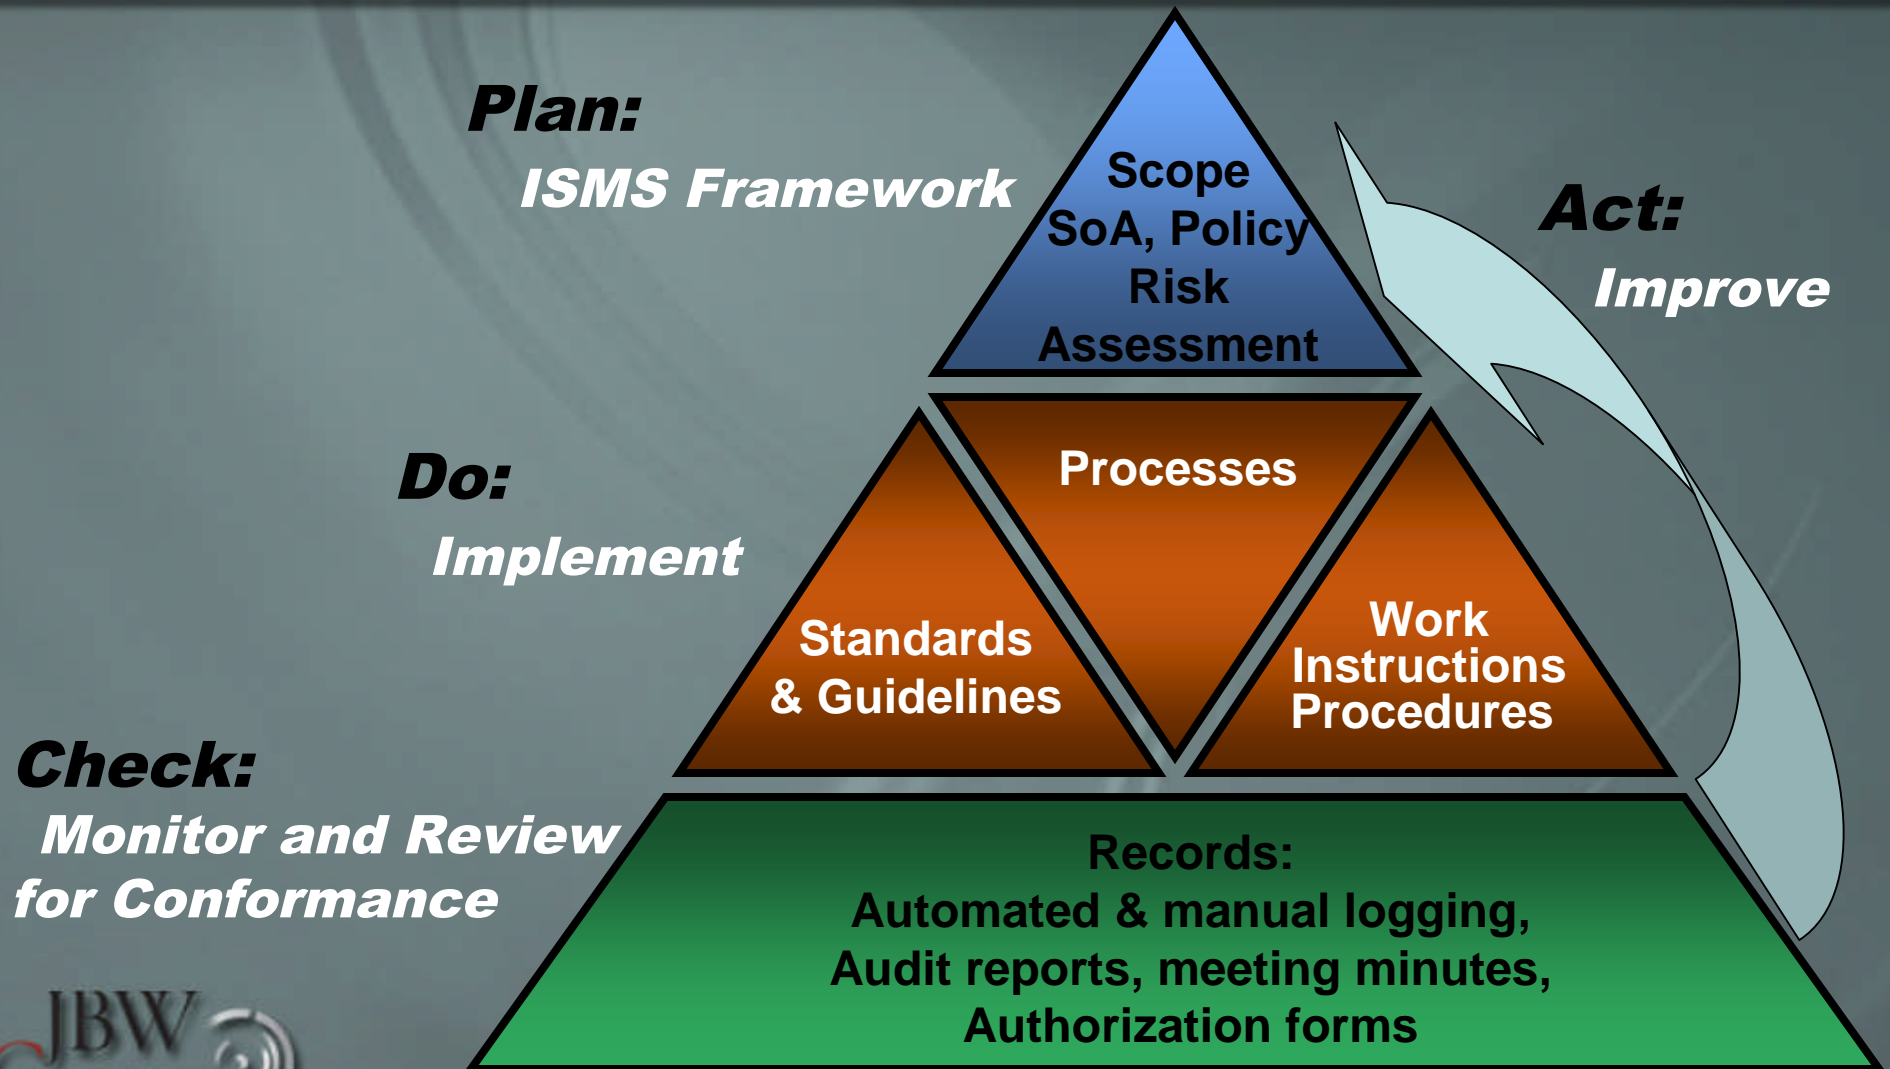 Plan:
ISMS Framework
Scope
SoA, Policy
Risk
Assessment
Act:
Improve
Do:
Implement
Processes
Standards
& Guidelines
Work
Instructions
Procedures
Check:
Monitor and Review
for Conformance
Records:
Automated & manual logging,
Audit reports, meeting minutes,
Authorization forms
JBW